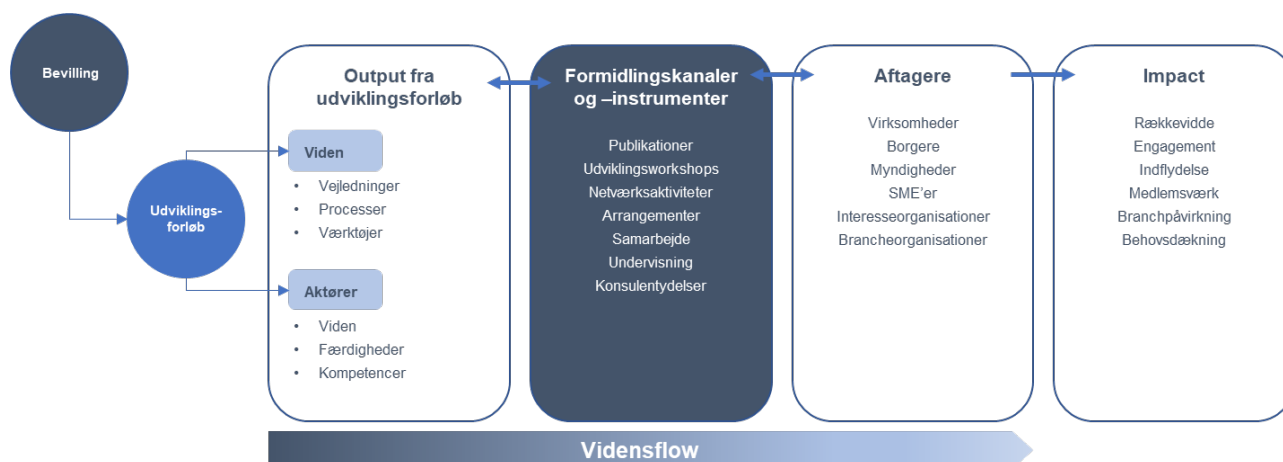 Bevilling
Udviklings-
forløb
Output fra
udviklingsforløb
Viden
• Vejledninger
• Processer
• Værktøjer
Aktører
• Viden
• Færdigheder
• Kompetencer
Formidlingskanaler
og –instrumenter
Publikationer
Udviklingsworkshops
Netværksaktiviteter
Arrangementer
Samarbejde
Undervisning
Konsulentydelser
Aftagere
Virksomheder
Borgere
Myndigheder
SME’er
Interesseorganisationer
Brancheorganisationer
Impact
Rækkevidde
Engagement
Indflydelse
Medlemsværk
Branchpåvirkning
Behovsdækning
Vidensflow